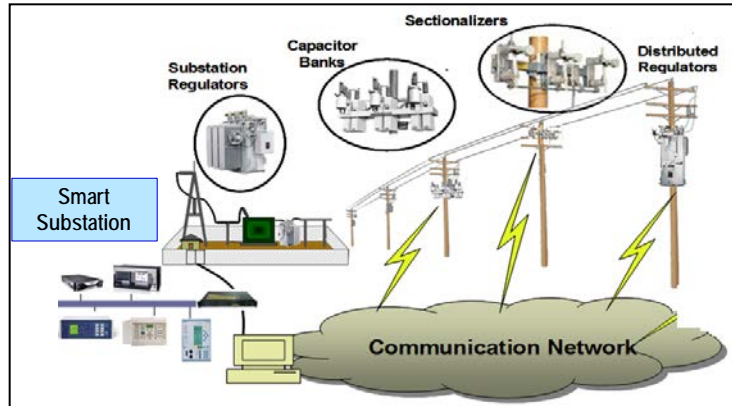 Sectionalizers
Capacitor
Banks
Distributed
Regulators
Substation
Regulators
Smart
Substation
Communication Network